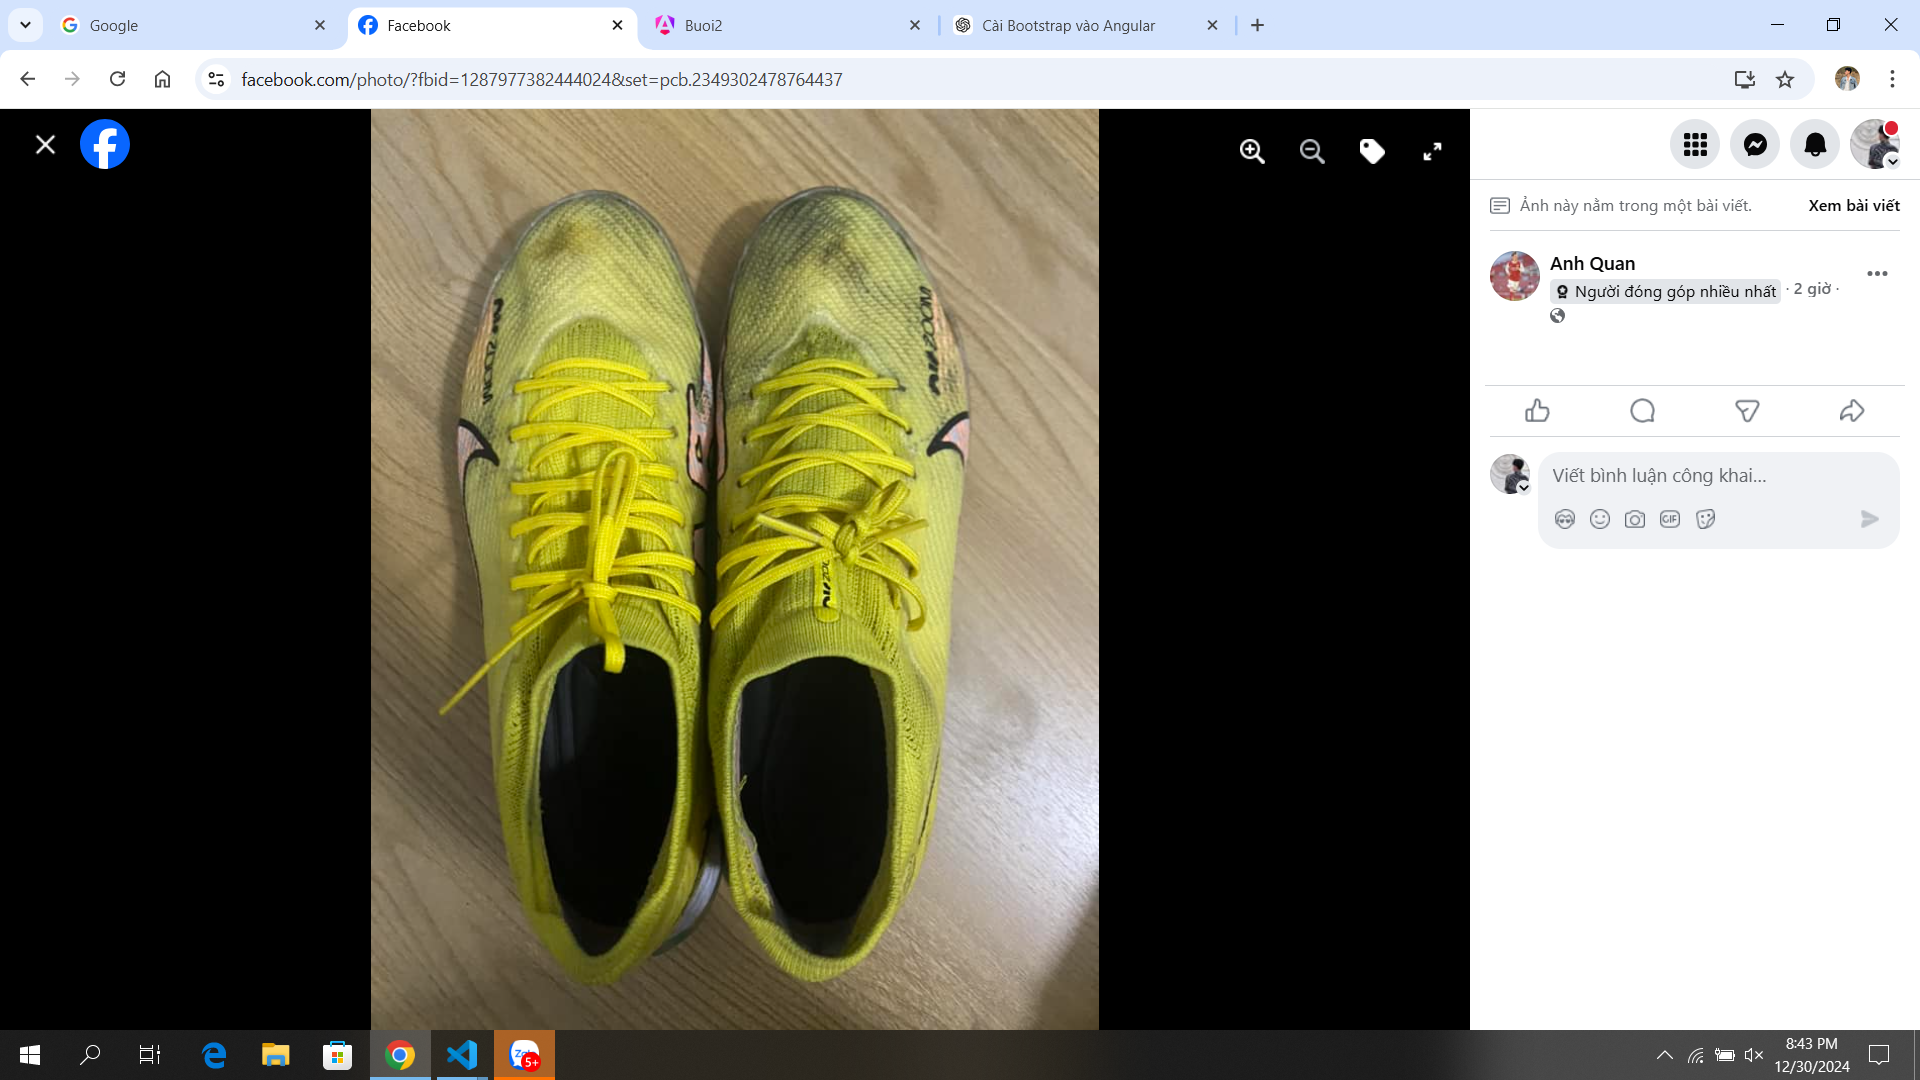 Google
Facebook
Buoi2
Cài Bootstrap vào Angular
facebook.com/photo/?fbid=1287977382444024&set=pcb.2349302478764437
Ảnh này nằm trong một bài viết.
Xem bài viết
Anh Quan
Người đóng góp nhiều nhất · 2 giờ ·
Viết bình luận công khai...
GIF
5+
8:43 PM
12/30/2024